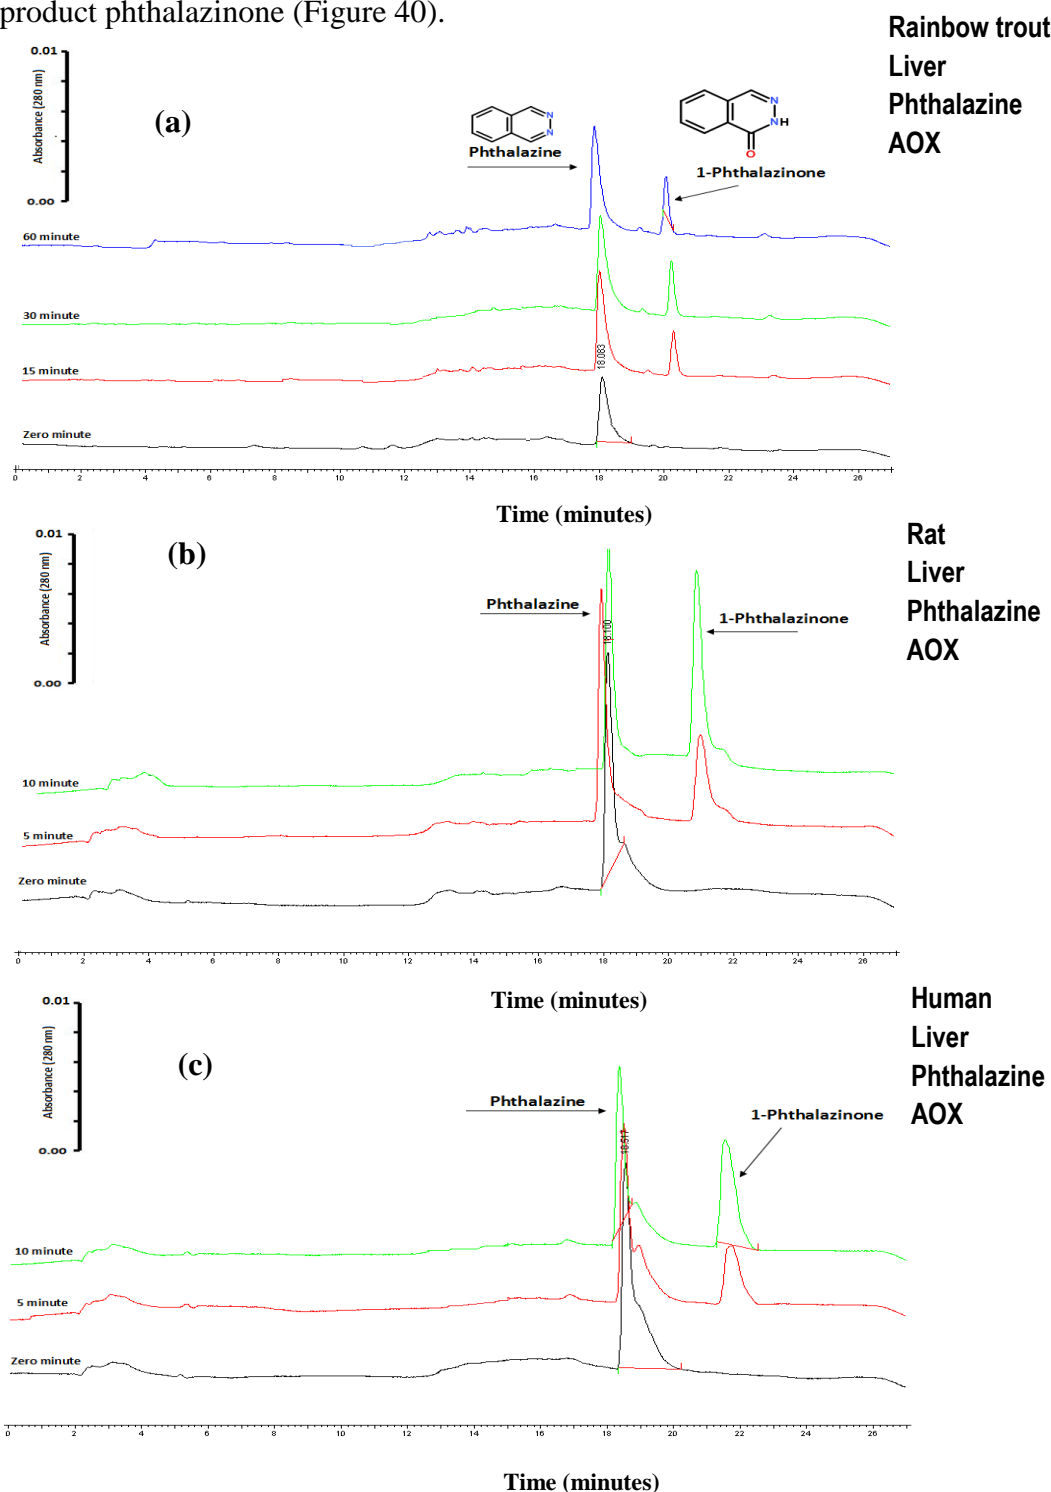 product phthalazinone (Figure 40).
Rainbow trout
Liver
Phthalazine
AOX
0.01
Absorbance (280 nm)
0.00
(a)
N
N
Phthalazine
N
N H
O
1-Phthalazinone
60 minute
30 minute
15 minute
18.083
Zero minute
0 2 4 6 8 10 12 14 16 18 20 22 24 26
Time (minutes)
Rat
Liver
Phthalazine
AOX
0.01
Absorbance (280 nm)
0.00
(b)
Phthalazine
18.100
1-Phthalazinone
10 minute
5 minute
Zero minute
0 2 4 6 8 10 12 14 16 18 20 22 24 26
Time (minutes)
Human
Liver
Phthalazine
AOX
0.01
Absorbance (280 nm)
0.00
(c)
Phthalazine
18.517
1-Phthalazinone
10 minute
5 minute
Zero minute
0 2 4 6 8 10 12 14 16 18 20 22 24 26
Time (minutes)